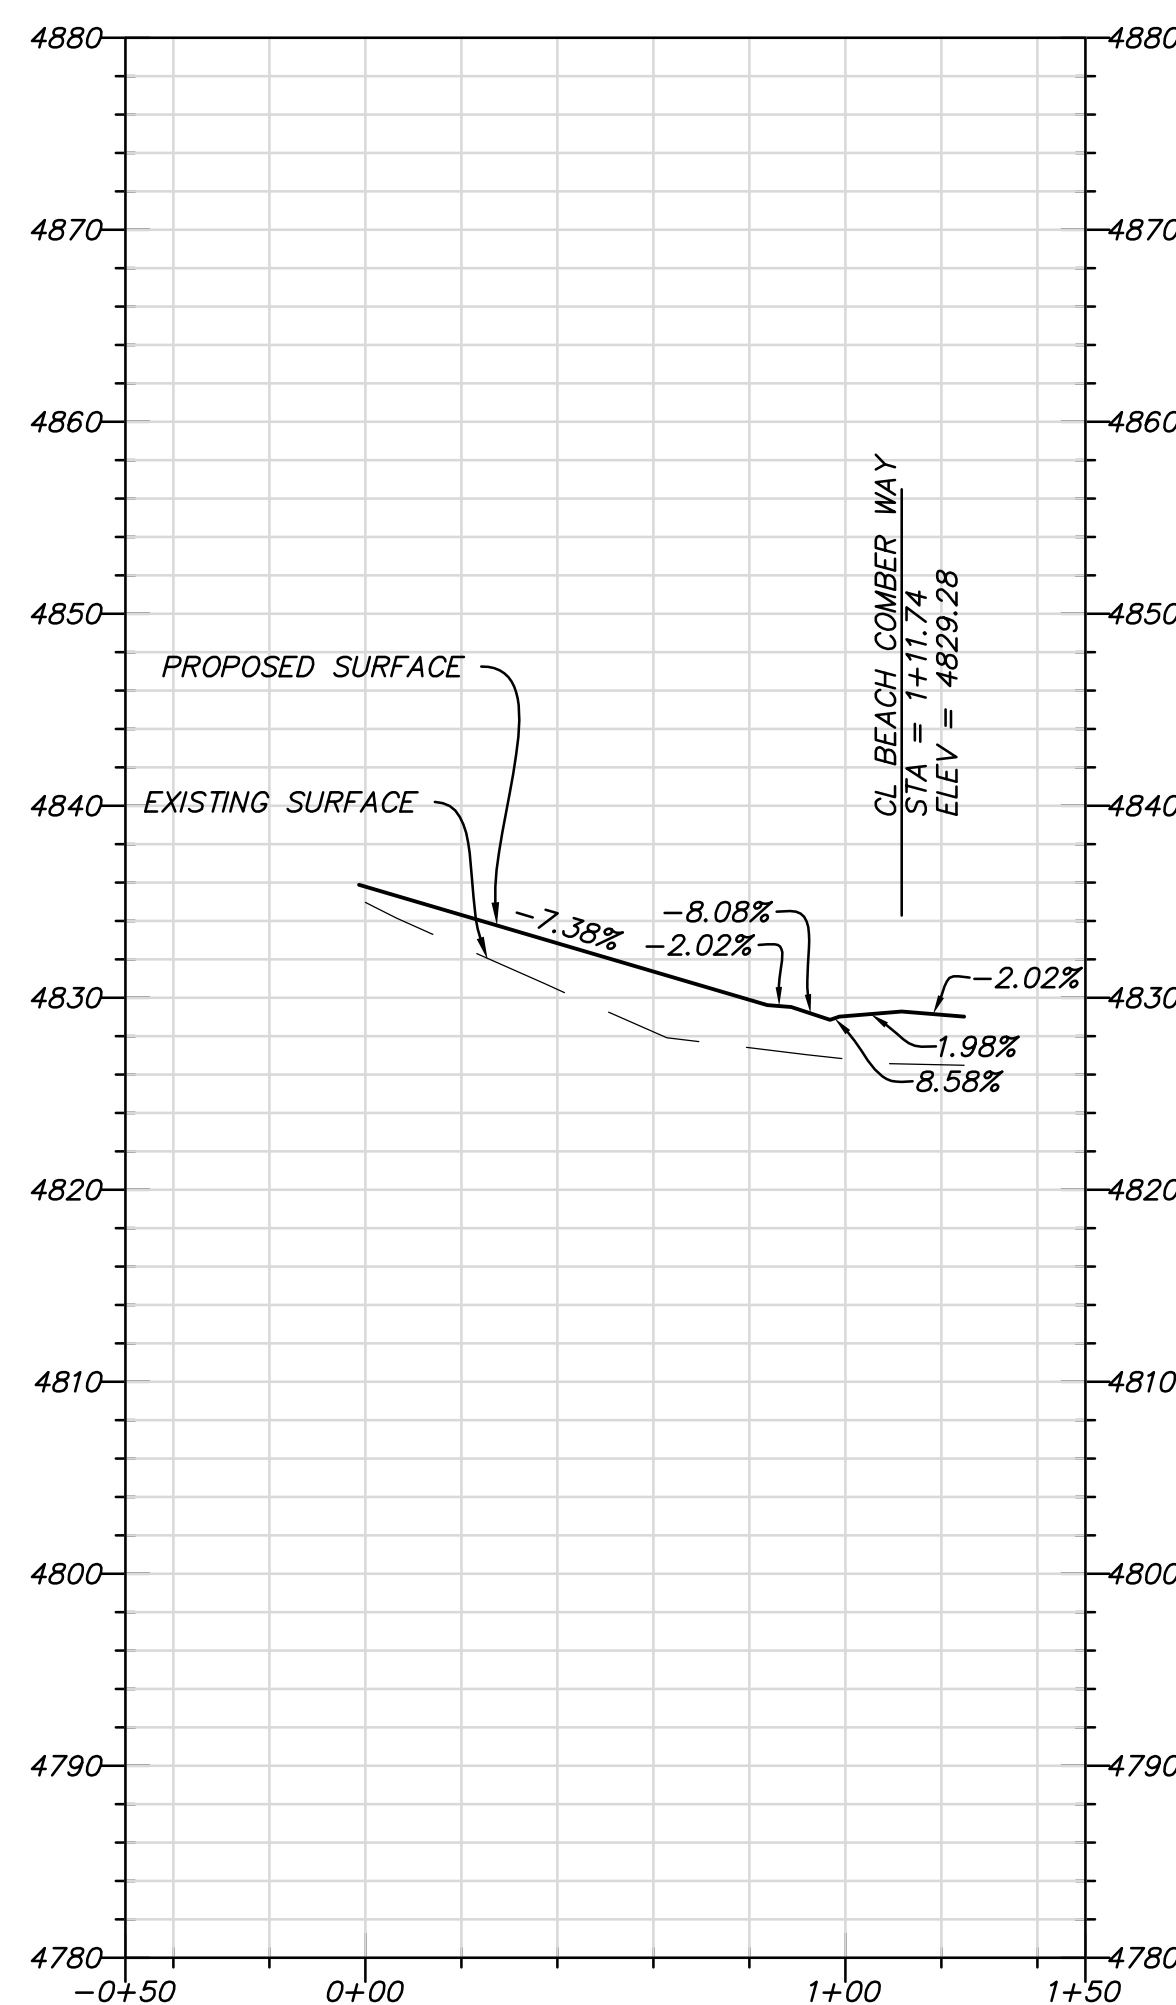 4880 4880
4870 4870
4860 4860
CL BEACH COMBER WAY
STA = 1+11.74
ELEV = 4829.28
4850 4850
PROPOSED SURFACE
EXISTING SURFACE
4840 4840
-7.38%
-8.08%
-2.02%
-2.02%
4830 4830
1.98%
8.58%
4820 4820
4810 4810
4800 4800
4790 4790
4780 4780
-0+50 0+00 1+00 1+50